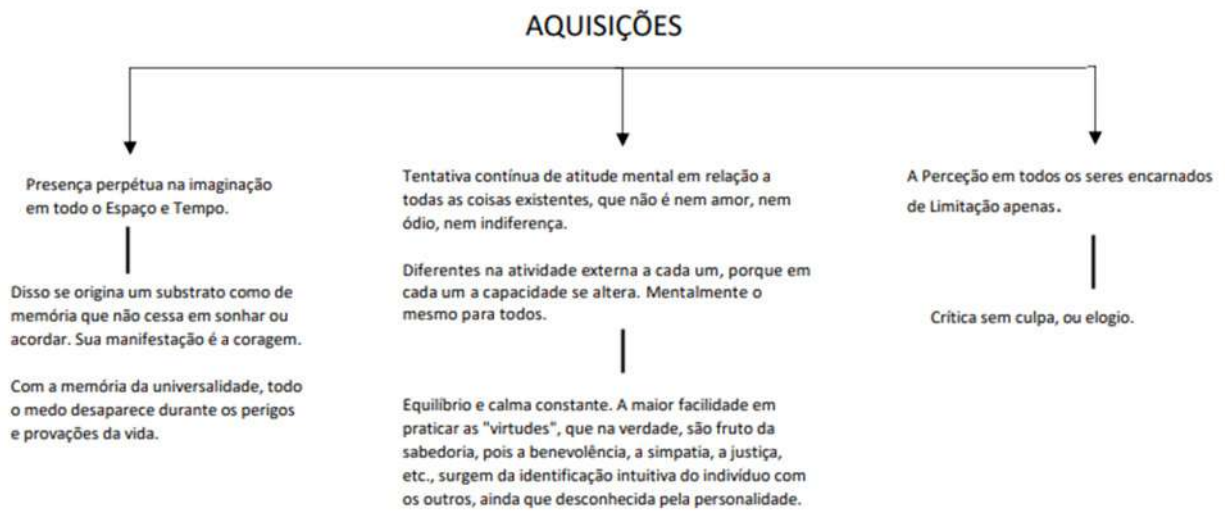 AQUISIÇÕES
Presença perpétua na imaginação
em todo o Espaço e Tempo.
Disso se origina um substrato como de
memória que não cessa em sonhar ou
acordar. Sua manifestação é a coragem.
Com a memória da universalidade, todo
o medo desaparece durante os perigos
e provações da vida.
Tentativa contínua de atitude mental em relação a
todas as coisas existentes, que não é nem amor, nem
ódio, nem indiferença.
Diferentes na atividade externa a cada um, porque em
cada um a capacidade se altera. Mentalmente o
mesmo para todos.
Equilíbrio e calma constante. A maior facilidade em
praticar as "virtudes", que na verdade, são fruto da
sabedoria, pois a benevolência, a simpatia, a justiça,
etc., surgem da identificação intuitiva do indivíduo com
os outros, ainda que desconhecida pela personalidade.
A Perceção em todos os seres encarnados
de Limitação apenas.
Crítica sem culpa, ou elogio.